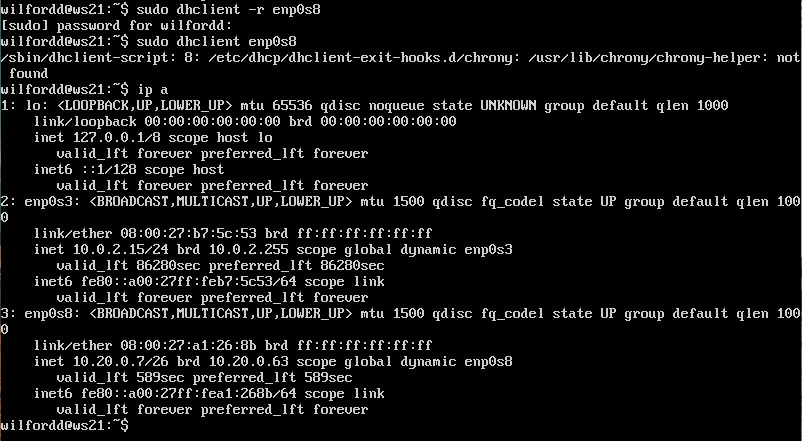 wilfordd@ws21:~$ sudo dhclient -r enp0s8
[sudo] password for wilfordd:
wilfordd@ws21:~$ sudo dhclient enp0s8
/sbin/dhclient-script: 8: /etc/dhcp/dhclient-exit-hooks.d/chrony: /usr/lib/chrony/chrony-helper: not
 found
wilfordd@ws21:~$ ip a
1: lo: <LOOPBACK,UP,LOWER_UP> mtu 65536 qdisc noqueue state UNKNOWN group default qlen 1000
    link/loopback 00:00:00:00:00:00 brd 00:00:00:00:00:00
    inet 127.0.0.1/8 scope host lo
       valid_lft forever preferred_lft forever
    inet6 ::1/128 scope host
       valid_lft forever preferred_lft forever
2: enp0s3: <BROADCAST,MULTICAST,UP,LOWER_UP> mtu 1500 qdisc fq_codel state UP group default qlen 100
0
    link/ether 08:00:27:b7:5c:53 brd ff:ff:ff:ff:ff:ff
    inet 10.0.2.15/24 brd 10.0.2.255 scope global dynamic enp0s3
       valid_lft 86280sec preferred_lft 86280sec
    inet6 fe80::a00:27ff:feb7:5c53/64 scope link
       valid_lft forever preferred_lft forever
3: enp0s8: <BROADCAST,MULTICAST,UP,LOWER_UP> mtu 1500 qdisc fq_codel state UP group default qlen 100
0
    link/ether 08:00:27:a1:26:8b brd ff:ff:ff:ff:ff:ff
    inet 10.20.0.7/26 brd 10.20.0.63 scope global dynamic enp0s8
       valid_lft 589sec preferred_lft 589sec
    inet6 fe80::a00:27ff:fea1:268b/64 scope link
       valid_lft forever preferred_lft forever
wilfordd@ws21:~$